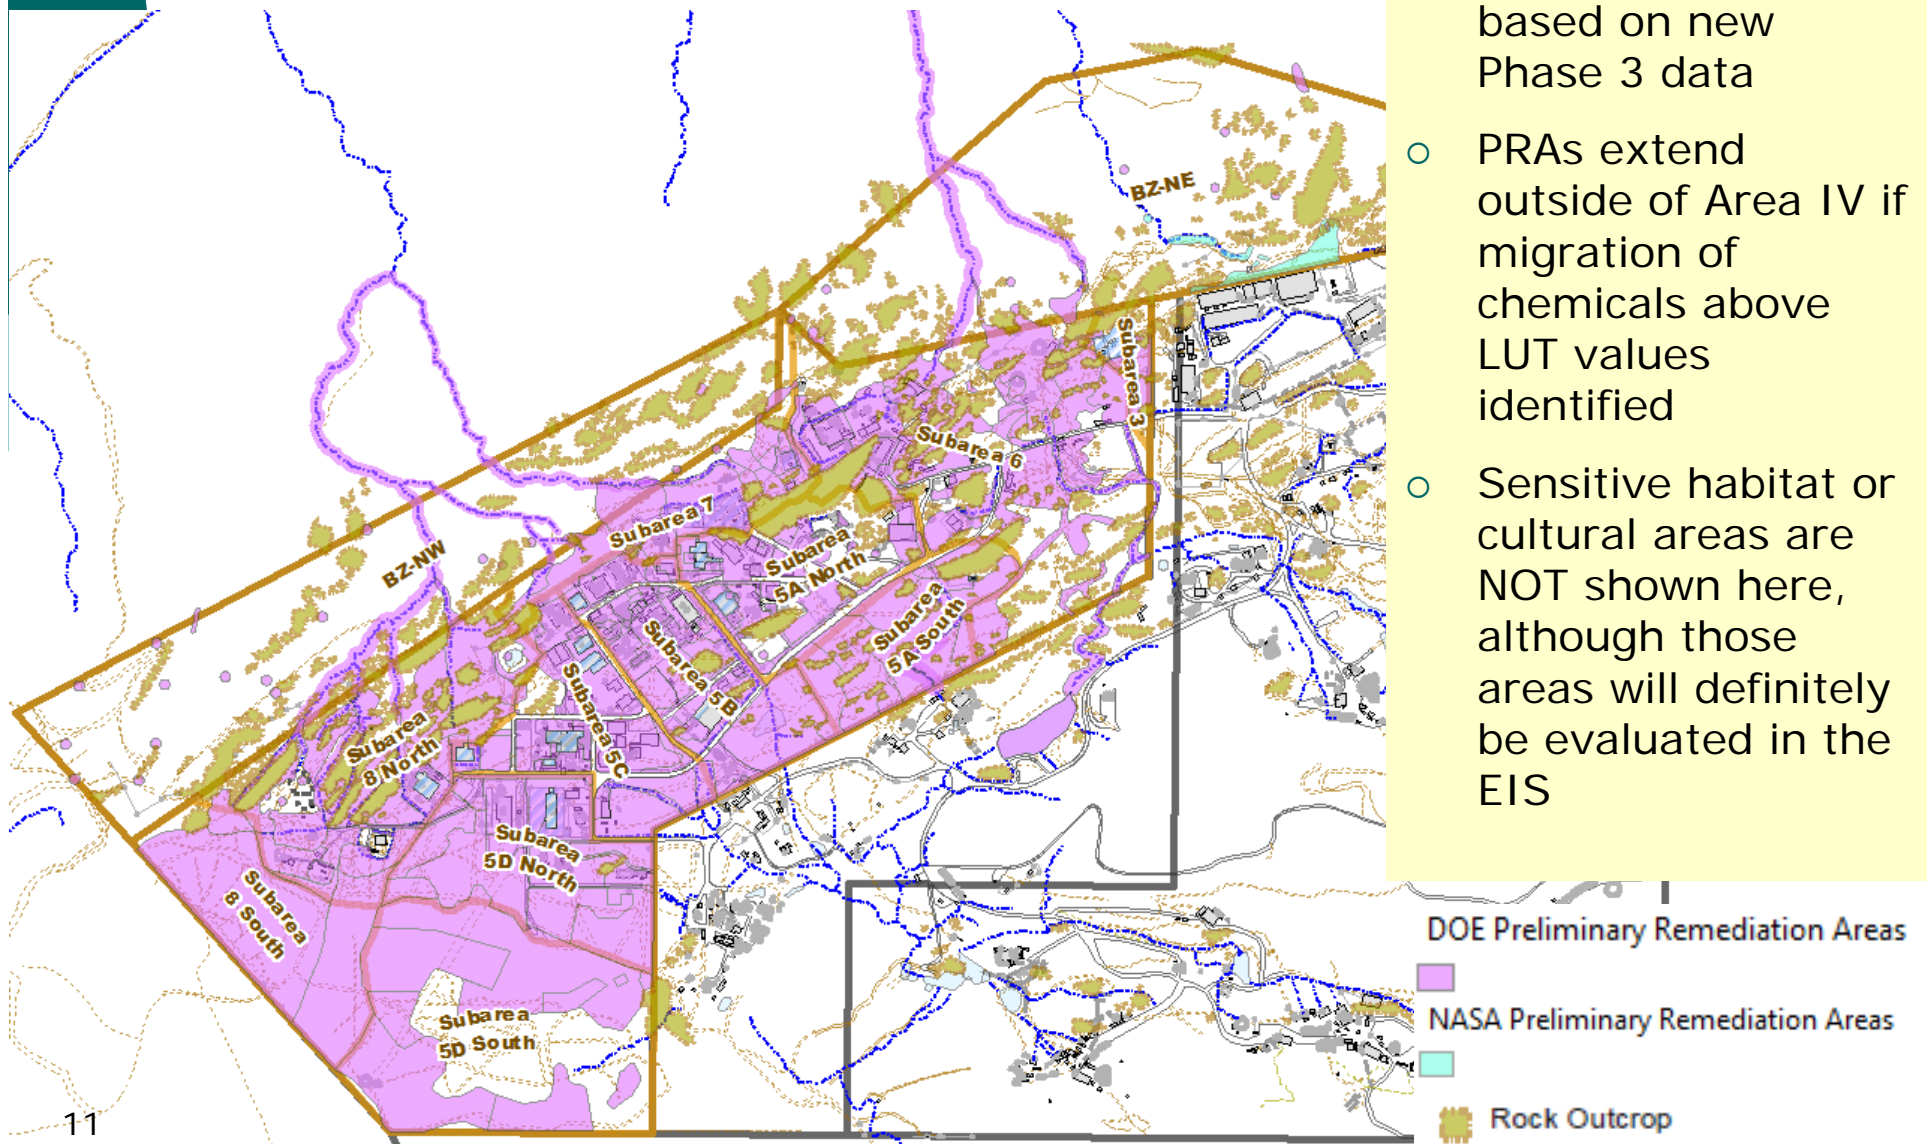 based on new
Phase 3 data
○ PRAs extend
outside of Area IV if
migration of
chemicals above
LUT values
identified
○ Sensitive habitat or
cultural areas are
NOT shown here,
although those
areas will definitely
be evaluated in the
EIS
BZ-NE
Subarea 3
Subarea 6
Subarea 7
BZ-NW
Subarea
5A North
Subarea
5A South
Subarea 5B
Subarea 5C
Subarea
8 North
Subarea
5D North
Subarea
8 South
Subarea
5D South
DOE Preliminary Remediation Areas
NASA Preliminary Remediation Areas
Rock Outcrop
11